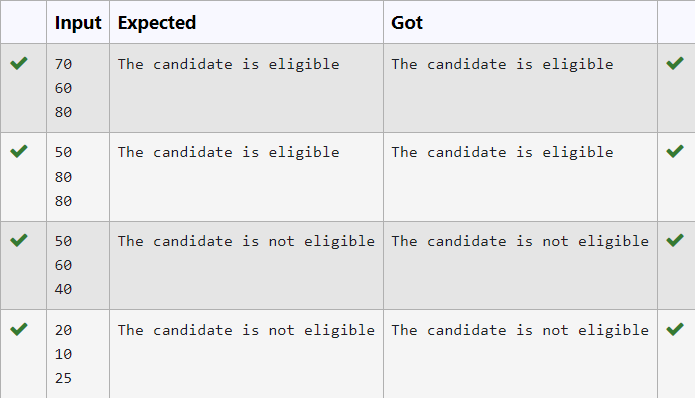 Input Expected Got
70 The candidate is eligible The candidate is eligible
60
80
50 The candidate is eligible The candidate is eligible
80
80
50 The candidate is not eligible The candidate is not eligible
60
40
20 The candidate is not eligible The candidate is not eligible
10
25